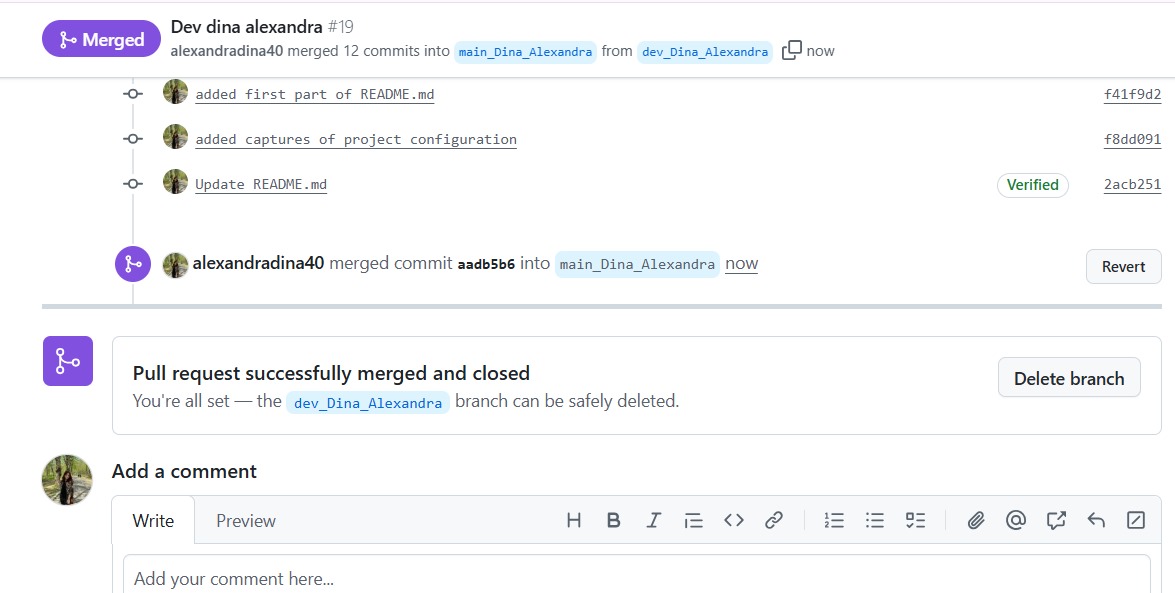 Merged
Dev dina alexandra #19
alexandradina40 merged 12 commits into main_Dina_Alexandra from dev_Dina_Alexandra now
added first part of README.md f41f9d2
added captures of project configuration f8dd091
Update README.md Verified 2acb251
alexandradina40 merged commit aadb5b6 into main_Dina_Alexandra now Revert
Pull request successfully merged and closed
You're all set — the dev_Dina_Alexandra branch can be safely deleted.
Delete branch
Add a comment
Write Preview
Add your comment here...